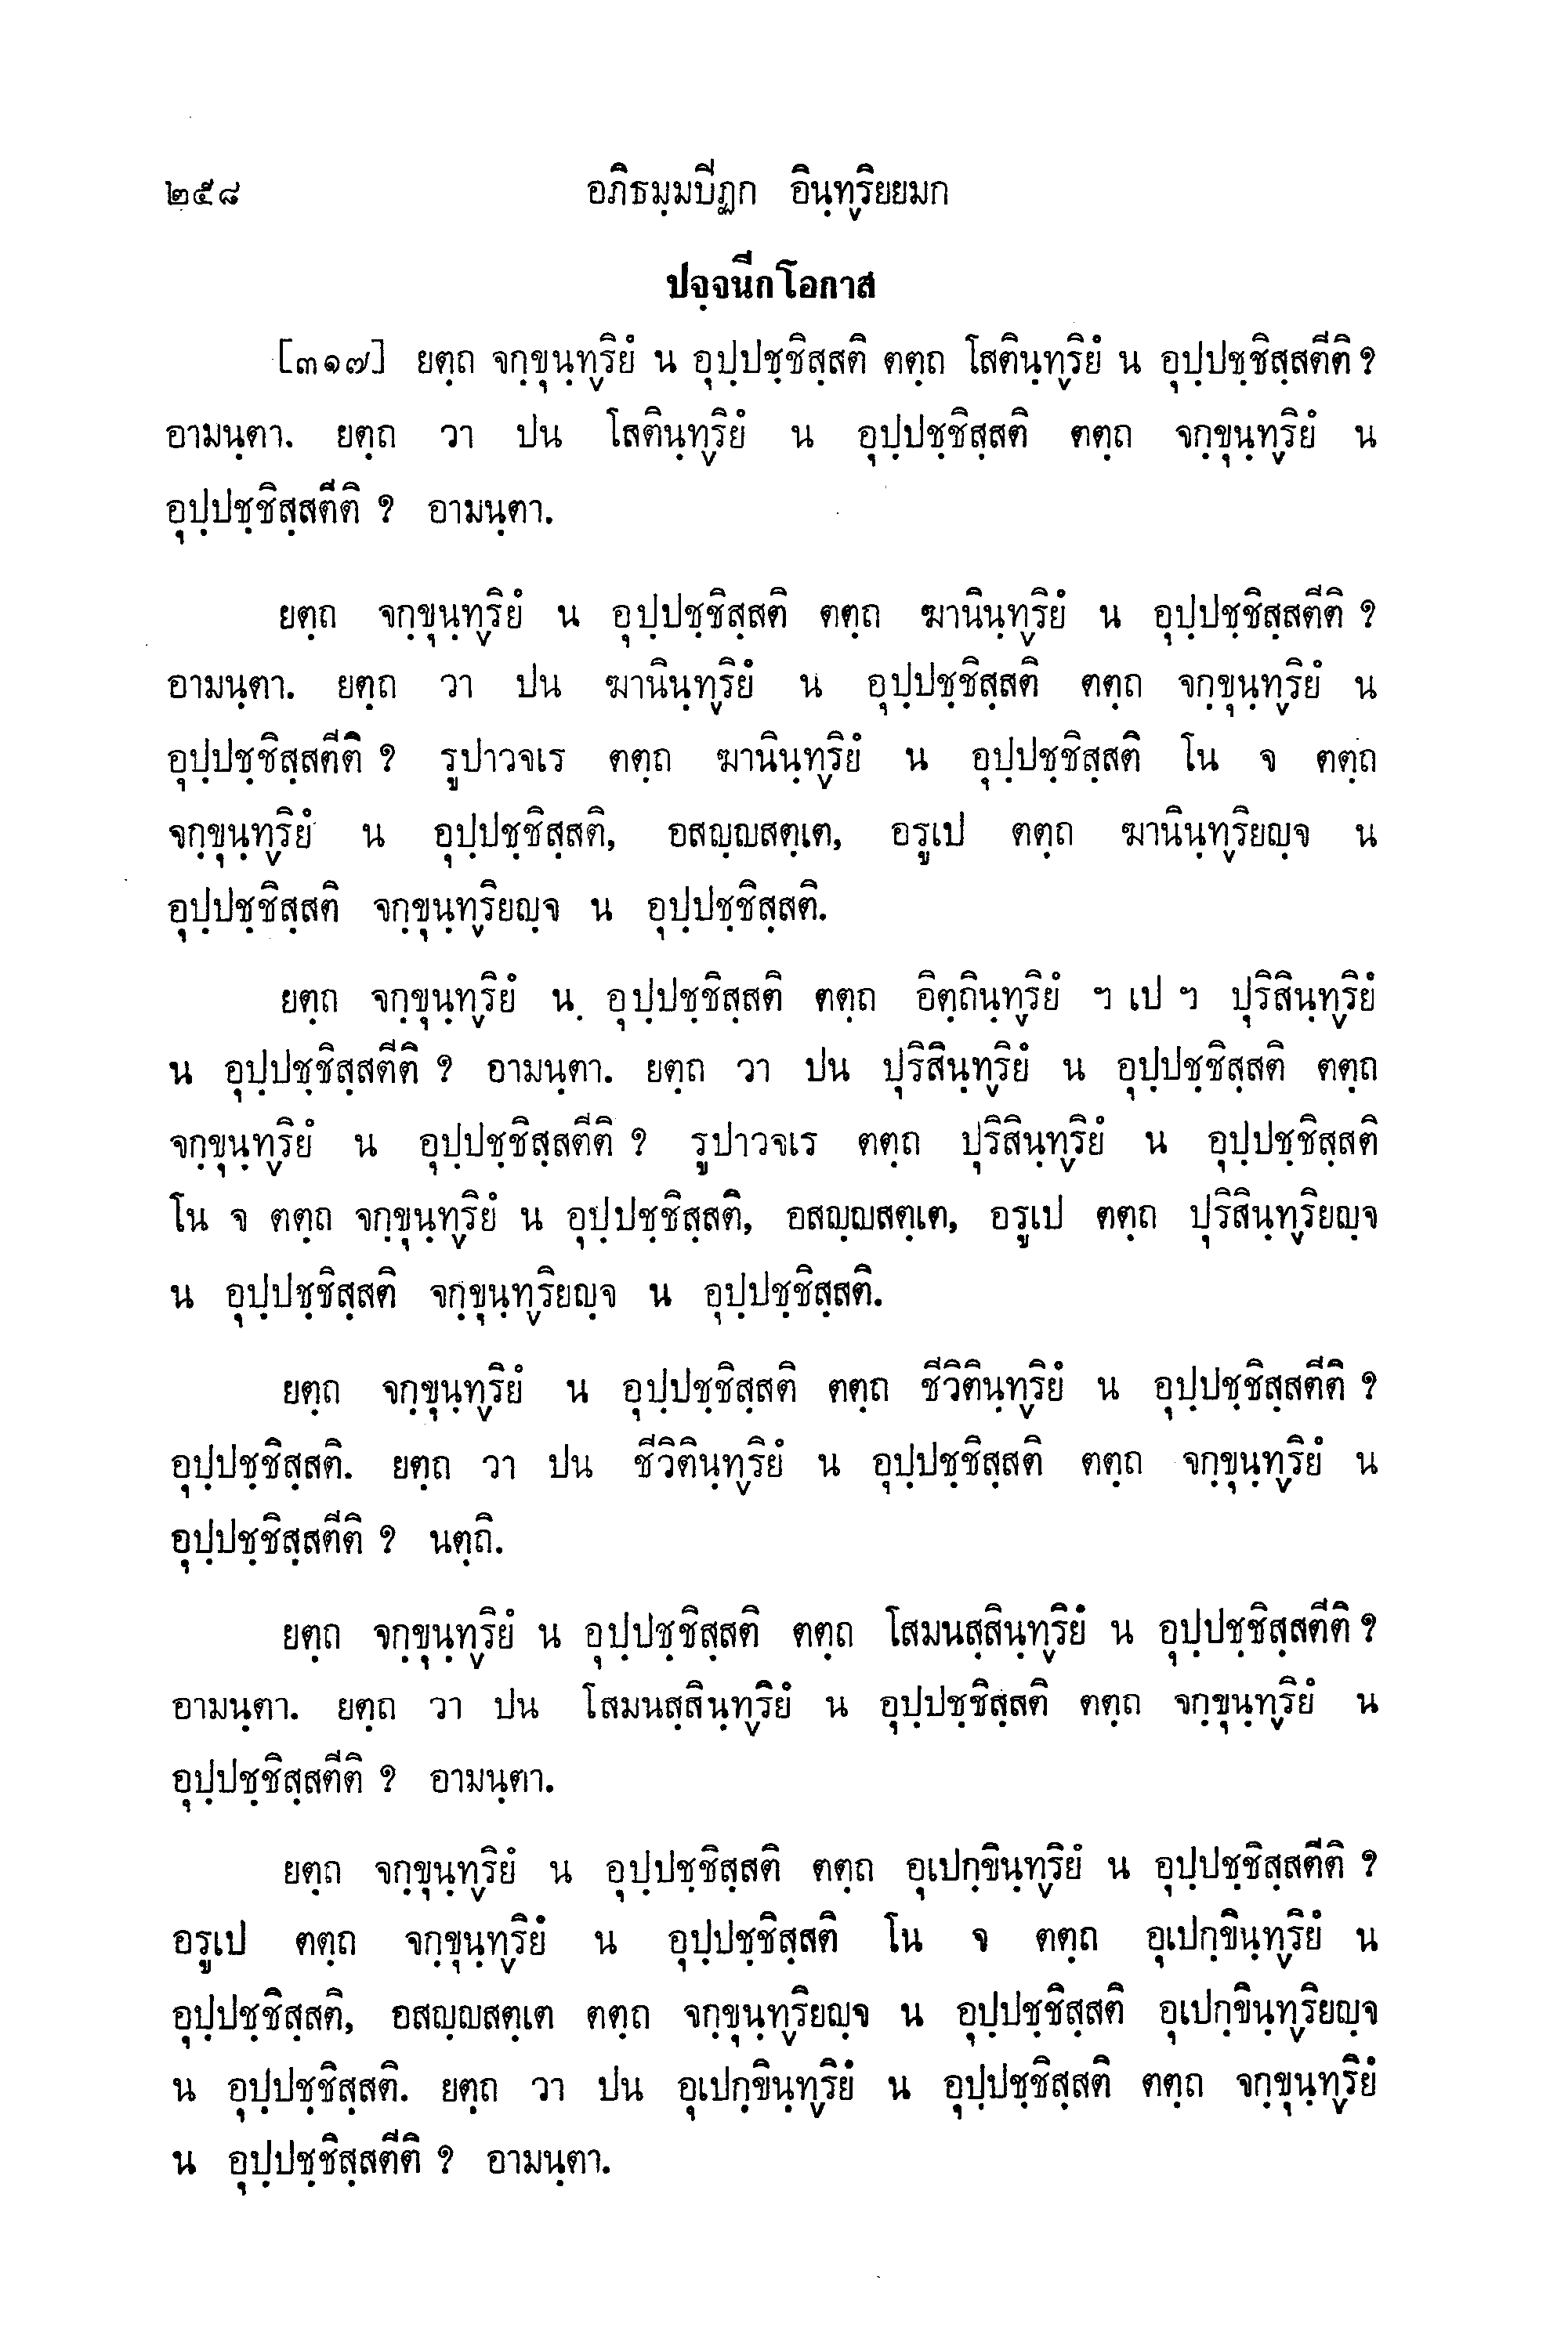 ๒๕๘ อภิธมฺมปีฏก อินฺทฺริยยมก
ปจฺจนีกโอกาส
[๓๑๗] ยตฺถ จกฺขุนฺทฺริยํ น อุปฺปชฺชิสฺสติ ตตฺถ โสตินฺทฺริยํ น อุปฺปชฺชิสฺสตีติ ?
อามนฺตา. ยตฺถ วา ปน โสตินฺทฺริยํ น อุปฺปชฺชิสฺสติ ตตฺถ จกฺขุนฺทฺริยํ น
อุปฺปชฺชิสฺสตีติ ? อามนฺตา.
ยตฺถ จกฺขุนฺทฺริยํ น อุปฺปชฺชิสฺสติ ตตฺถ ฆานินฺทฺริยํ น อุปฺปชฺชิสฺสตีติ ?
อามนฺตา. ยตฺถ วา ปน ฆานินฺทฺริยํ น อุปฺปชฺชิสฺสติ ตตฺถ จกฺขุนฺทฺริยํ น
อุปฺปชฺชิสฺสตีติ ? รูปาวจเร ตตฺถ ฆานินฺทฺริยํ น อุปฺปชฺชิสฺสติ โน จ ตตฺถ
จกฺขุนฺทฺริยํ น อุปฺปชฺชิสฺสติ, อสญฺญสตฺเต, อรูเป ตตฺถ ฆานินฺทฺริยญฺจ น
อุปฺปชฺชิสฺสติ จกฺขุนฺทฺริยญฺจ น อุปฺปชฺชิสฺสติ.
ยตฺถ จกฺขุนฺทฺริยํ น อุปฺปชฺชิสฺสติ ตตฺถ อิตฺถินฺทฺริยํ ฯ เป ฯ ปุริสินฺทฺริยํ
น อุปฺปชฺชิสฺสตีติ ? อามนฺตา. ยตฺถ วา ปน ปุริสินฺทฺริยํ น อุปฺปชฺชิสฺสติ ตตฺถ
จกฺขุนฺทฺริยํ น อุปฺปชฺชิสฺสตีติ ? รูปาวจเร ตตฺถ ปุริสินฺทฺริยํ น อุปฺปชฺชิสฺสติ
โน จ ตตฺถ จกฺขุนฺทฺริยํ น อุปฺปชฺชิสฺสติ, อสญฺญสตฺเต, อรูเป ตตฺถ ปุริสินฺทฺริยญฺจ
น อุปฺปชฺชิสฺสติ จกฺขุนฺทฺริยญฺจ น อุปฺปชฺชิสฺสติ.
ยตฺถ จกฺขุนฺทฺริยํ น อุปฺปชฺชิสฺสติ ตตฺถ ชีวิตินฺทฺริยํ น อุปฺปชฺชิสฺสตีติ ?
อุปฺปชฺชิสฺสติ. ยตฺถ วา ปน ชีวิตินฺทฺริยํ น อุปฺปชฺชิสฺสติ ตตฺถ จกฺขุนฺทฺริยํ น
อุปฺปชฺชิสฺสตีติ ? นตฺถิ.
ยตฺถ จกฺขุนฺทฺริยํ น อุปฺปชฺชิสฺสติ ตตฺถ โสมนสฺสินฺทฺริยํ น อุปฺปชฺชิสฺสตีติ ?
อามนฺตา. ยตฺถ วา ปน โสมนสฺสินฺทฺริยํ น อุปฺปชฺชิสฺสติ ตตฺถ จกฺขุนฺทฺริยํ น
อุปฺปชฺชิสฺสตีติ ? อามนฺตา.
ยตฺถ จกฺขุนฺทฺริยํ น อุปฺปชฺชิสฺสติ ตตฺถ อุเปกฺขินฺทฺริยํ น อุปฺปชฺชิสฺสตีติ ?
อรูเป ตตฺถ จกฺขุนฺทฺริยํ น อุปฺปชฺชิสฺสติ โน จ ตตฺถ อุเปกฺขินฺทฺริยํ น
อุปฺปชฺชิสฺสติ, อสญฺญสตฺเต ตตฺถ จกฺขุนฺทฺริยญฺจ น อุปฺปชฺชิสฺสติ อุเปกฺขินฺทฺริยญฺจ
น อุปฺปชฺชิสฺสติ. ยตฺถ วา ปน อุเปกฺขินฺทฺริยํ น อุปฺปชฺชิสฺสติ ตตฺถ จกฺขุนฺทฺริยํ
น อุปฺปชฺชิสฺสตีติ ? อามนฺตา.